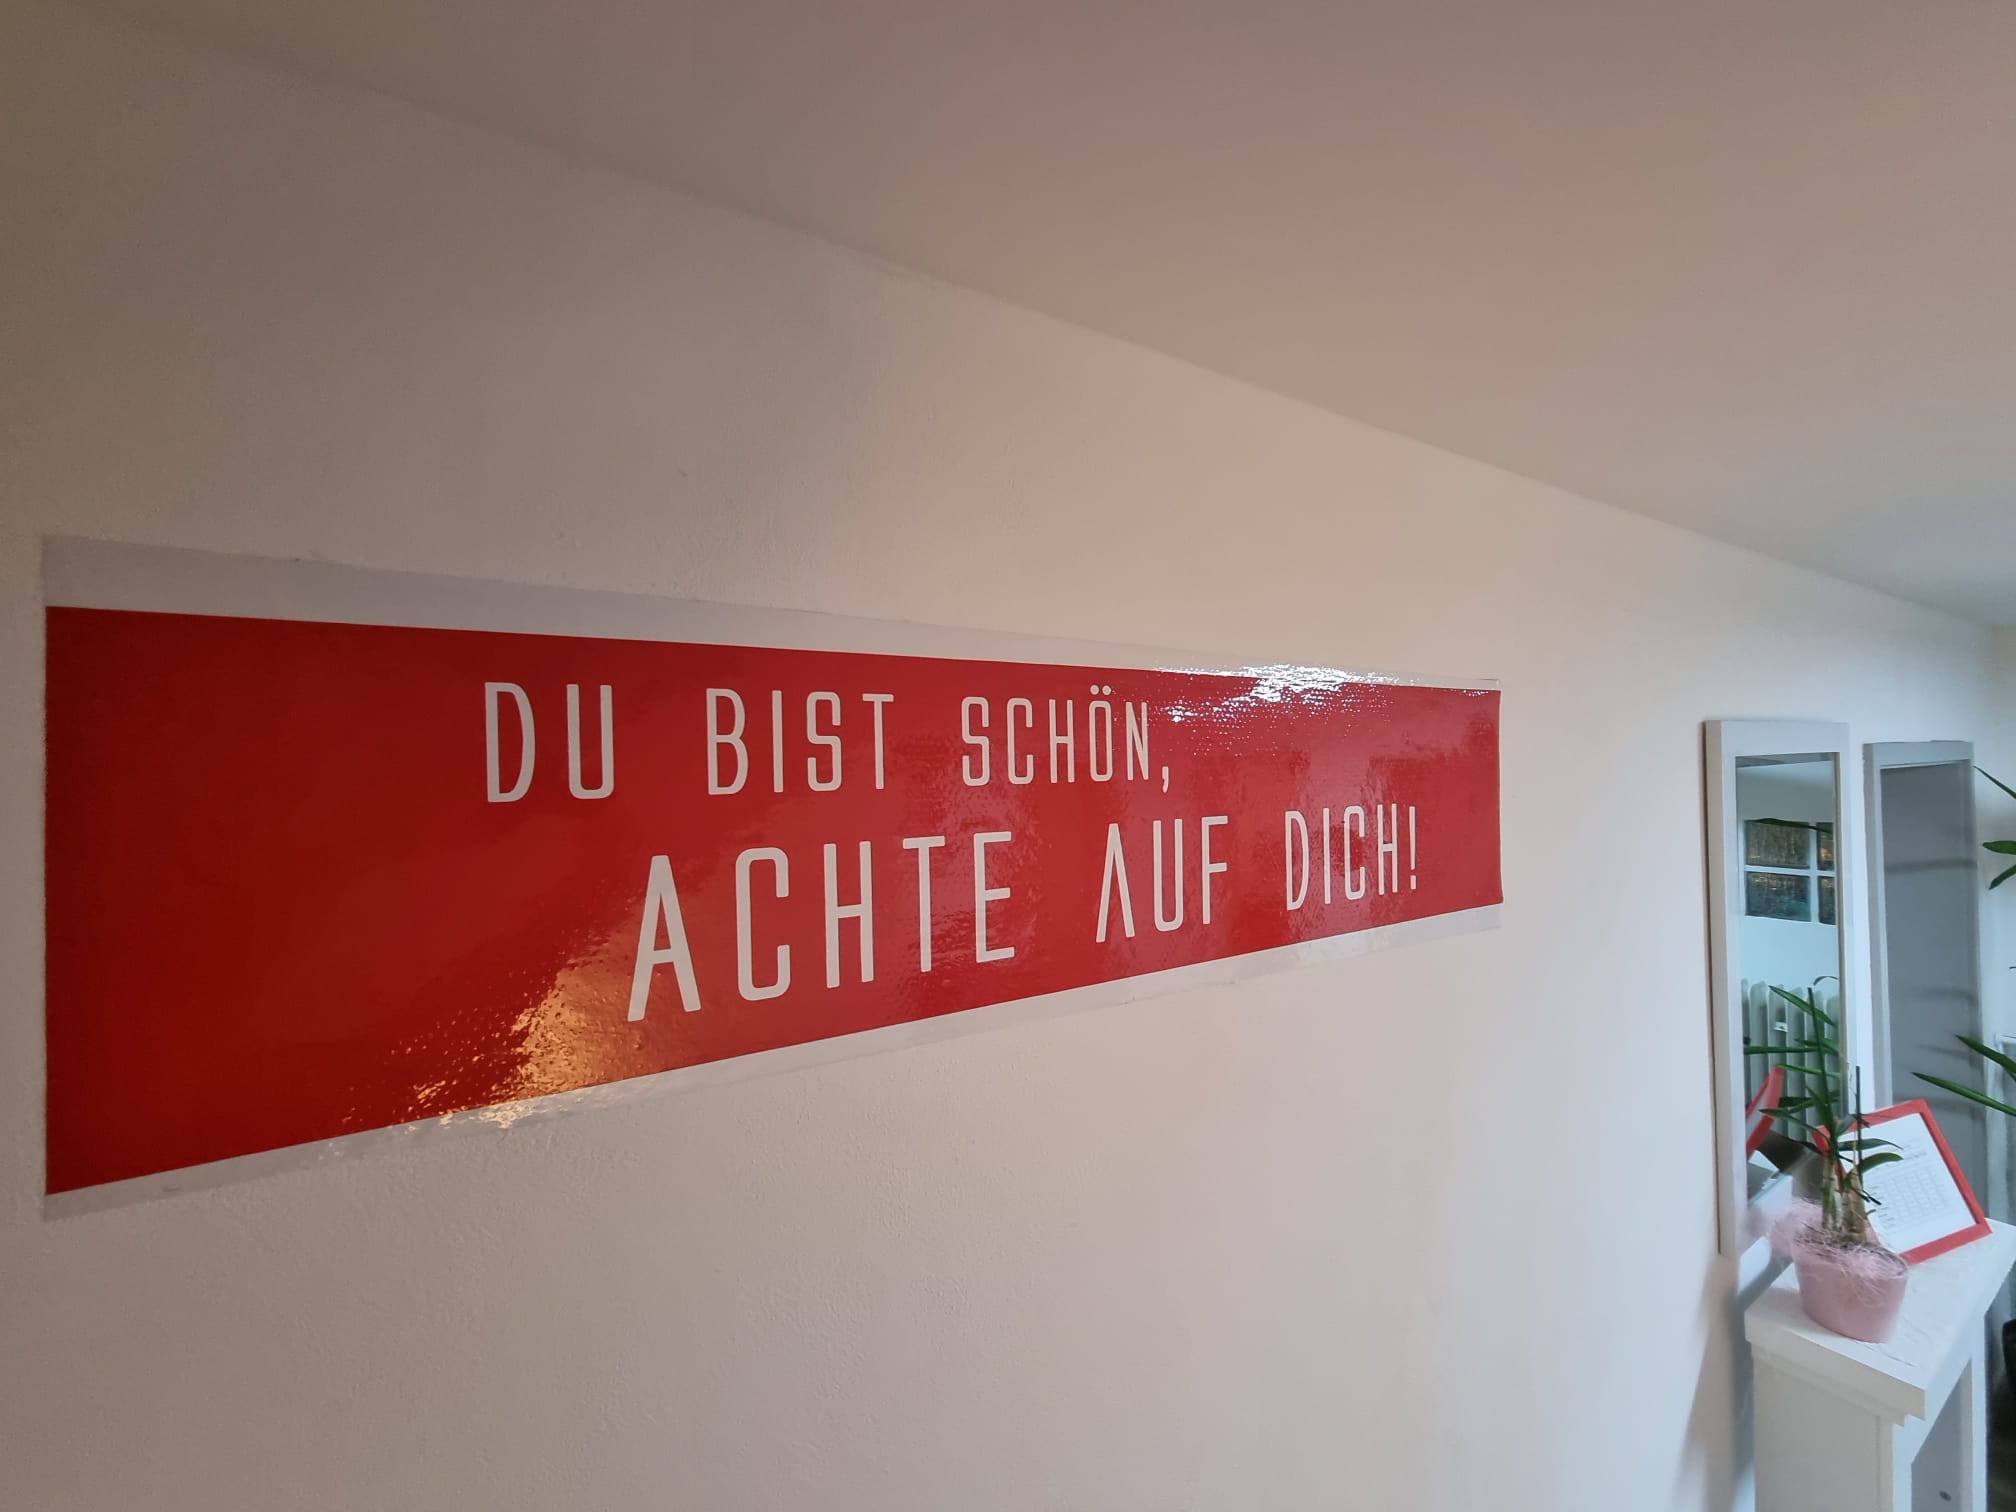 DU BIST SCHÖN,
ACHTE AUF DICH!